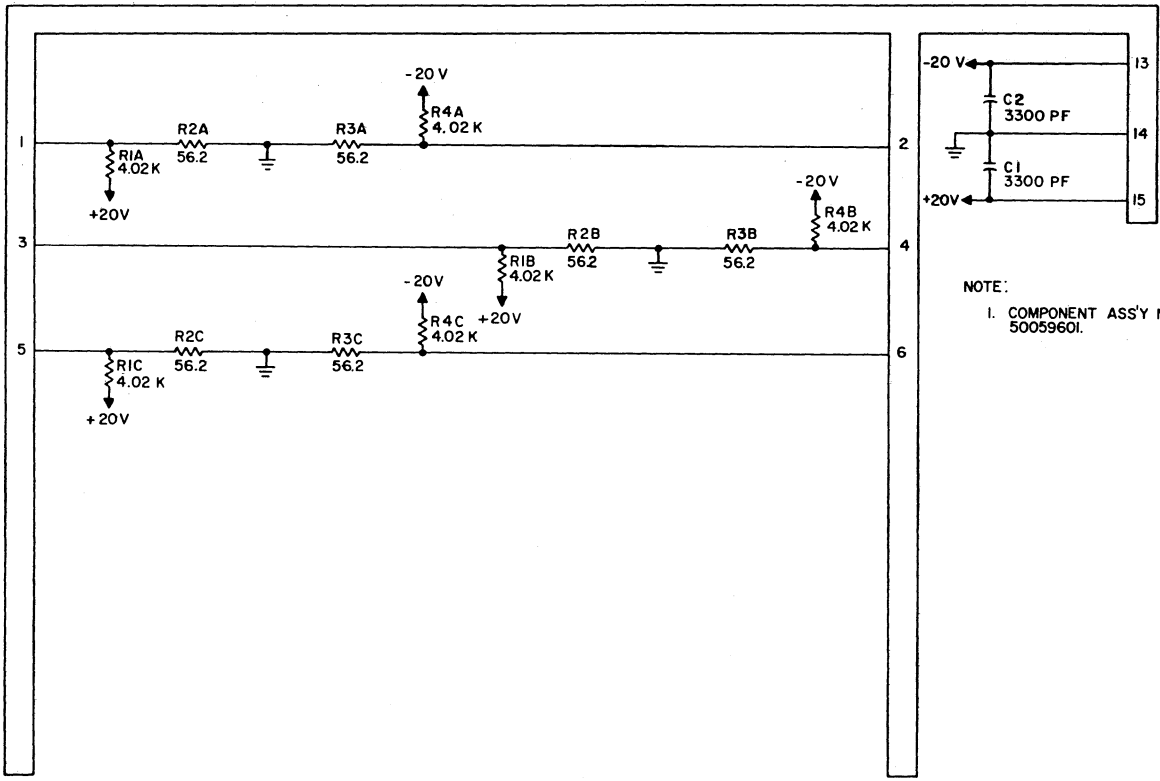 -20 V
R4A
4.02 K
1
R2A
56.2
R3A
56.2
2
R1A
4.02K
+20V
-20 V
C2
3300 PF
13
14
C1
3300 PF
+20V
15
-20V
R4B
4.02 K
3
R2B
56.2
R3B
56.2
4
R1B
4.02 K
+20V
-20V
R4C
4.02 K
5
R2C
56.2
R3C
56.2
6
R1C
4.02 K
+20V
NOTE:
1. COMPONENT ASS'Y
50059601.